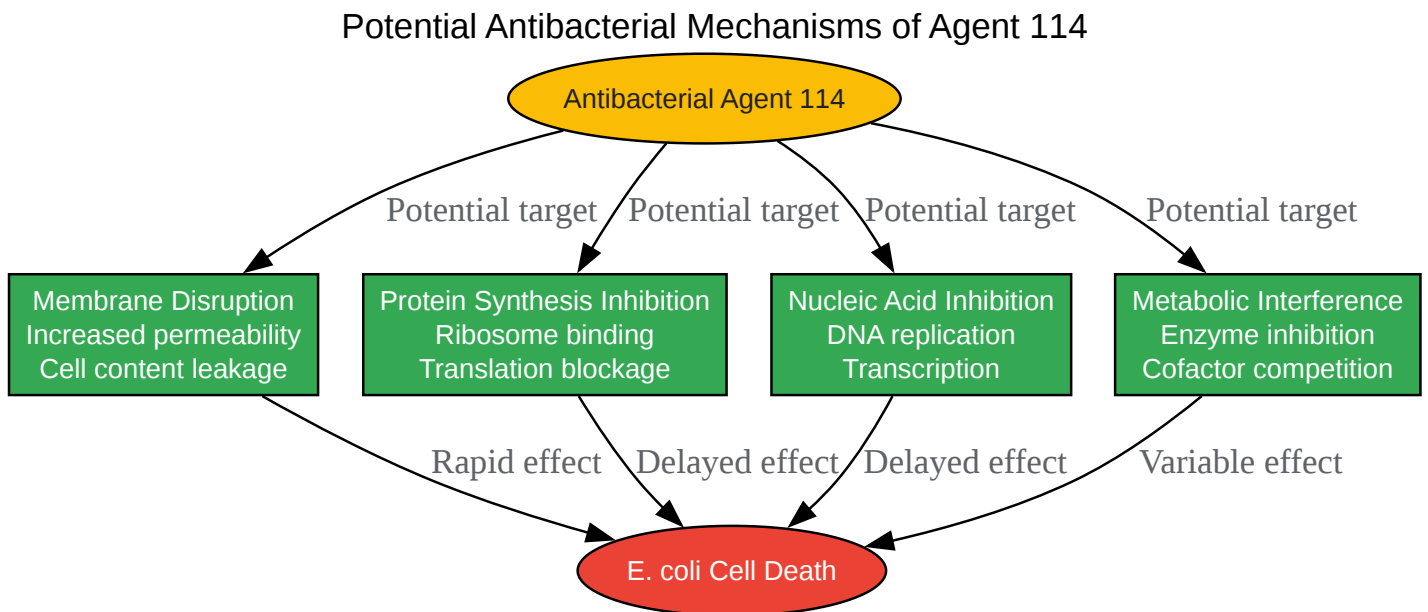 Potential Antibacterial Mechanisms of Agent 114
Antibacterial Agent 114
Potential target
Potential target
Potential target
Potential target
Membrane Disruption
Increased permeability
Cell content leakage
Protein Synthesis Inhibition
Ribosome binding
Translation blockage
Nucleic Acid Inhibition
DNA replication
Transcription
Metabolic Interference
Enzyme inhibition
Cofactor competition
Rapid effect
Delayed effect
Delayed effect
Variable effect
E. coli Cell Death